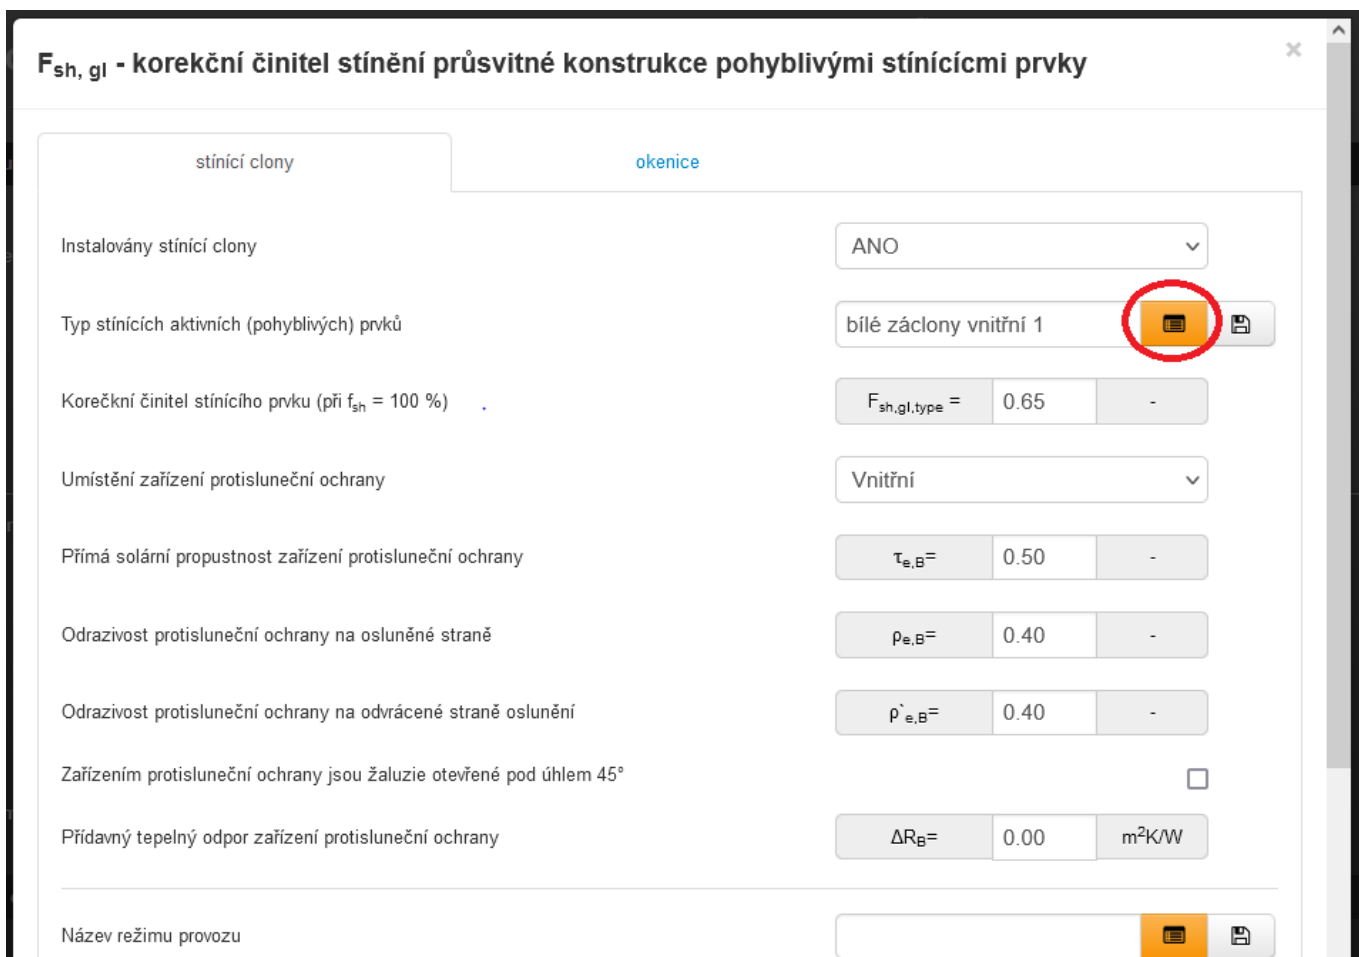 F sh, gl - korekční činitel stínění průsvitné konstrukce pohyblivými stínícícmi prvky
×
stínící clony
okenice
Instalovány stínící clony
ANO
Typ stínících aktivních (pohyblivých) prvků
bílé záclony vnitřní 1
Korečkní činitel stínícího prvku (při fsh = 100 %)
Fsh,gl,type =
0.65
-
Umístění zařízení protisluneční ochrany
Vnitřní
Přímá solární propustnost zařízení protisluneční ochrany
τe,B=
0.50
-
Odrazivost protisluneční ochrany na osluněné straně
ρe,B=
0.40
-
Odrazivost protisluneční ochrany na odvrácené straně oslunění
ρ`e,B=
0.40
-
Zařízením protisluneční ochrany jsou žaluzie otevřené pod úhlem 45°
Přídavný tepelný odpor zařízení protisluneční ochrany
ΔRB=
0.00
m²K/W
Název režimu provozu